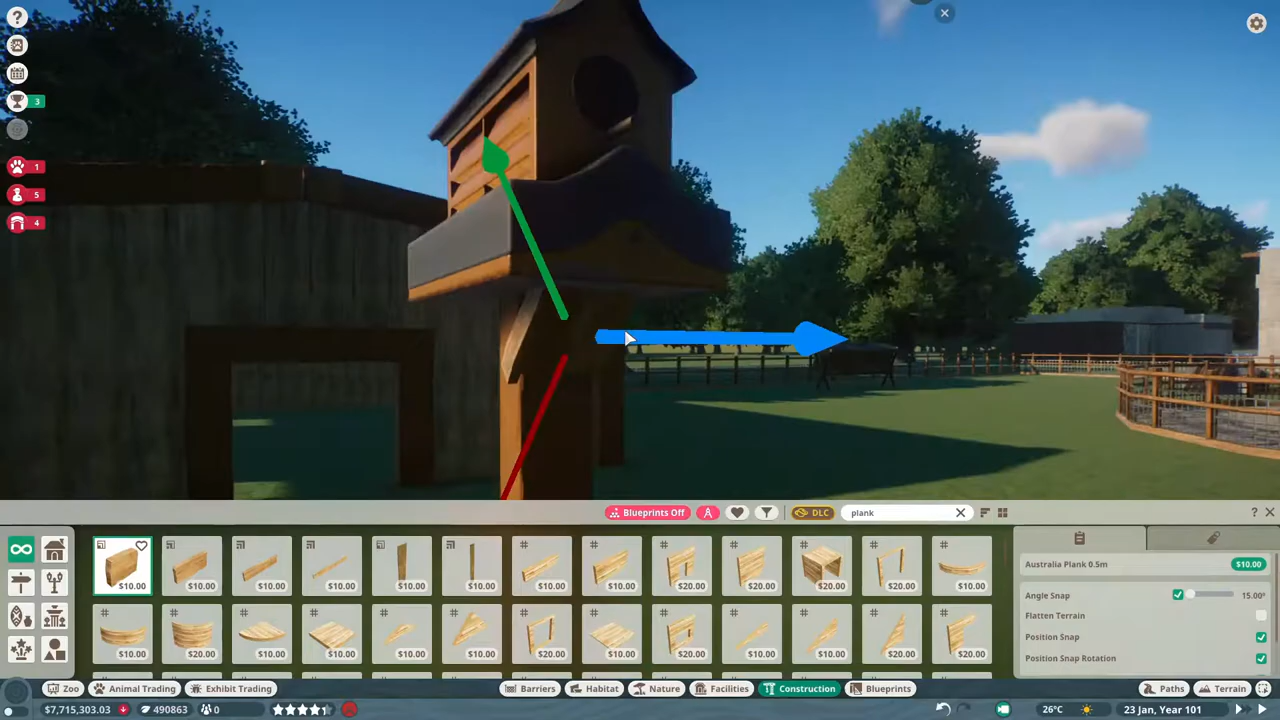 ?
3
1
5
4
Blueprints Off
DLC
plank
?
$10.00 $10.00 $10.00 $10.00 $10.00 $10.00 $10.00 $10.00 $20.00 $20.00 $20.00 $20.00 $10.00
$10.00 $20.00 $10.00 $10.00 $10.00 $10.00 $20.00 $10.00 $20.00 $10.00 $10.00 $10.00 $20.00
Australia Plank 0.5m $10.00
Angle Snap 15.00°
Flatten Terrain
Position Snap
Position Snap Rotation
Zoo Animal Trading Exhibit Trading Barriers Habitat Nature Facilities Construction Blueprints Paths Terrain
$7,715,303.03 490863 0 26°C 23 Jan, Year 101